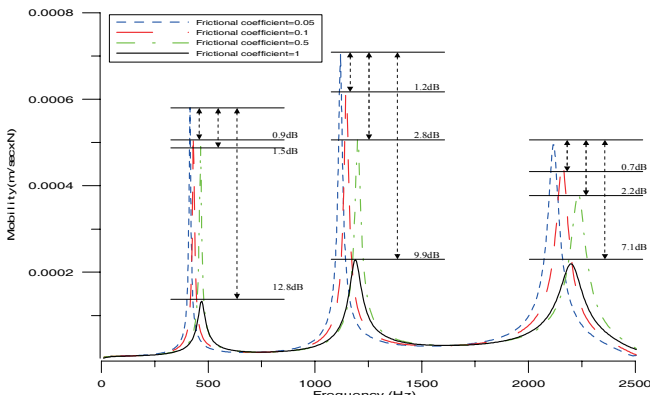 0.0008
Frictional coefficient=0.05
Frictional coefficient=0.1
Frictional coefficient=0.5
Frictional coefficient=1
0.0006
0.0004
0.0002
Mobility(m/secxN)
0.9dB
1.5dB
12.8dB
1.2dB
2.8dB
9.9dB
0.7dB
2.2dB
7.1dB
0 500 1000 1500 2000 2500
Frequency (Hz)